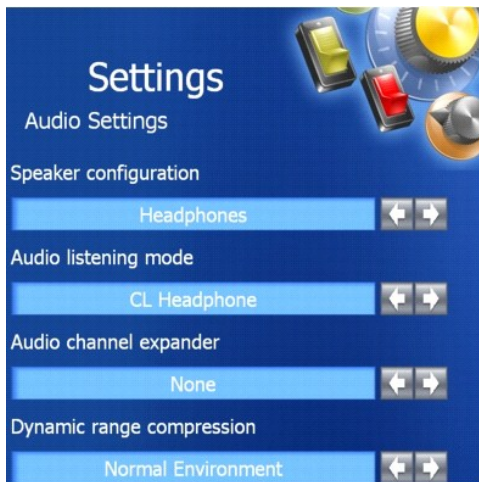 Settings
Audio Settings
Speaker configuration
Headphones
Audio listening mode
CL Headphone
Audio channel expander
None
Dynamic range compression
Normal Environment